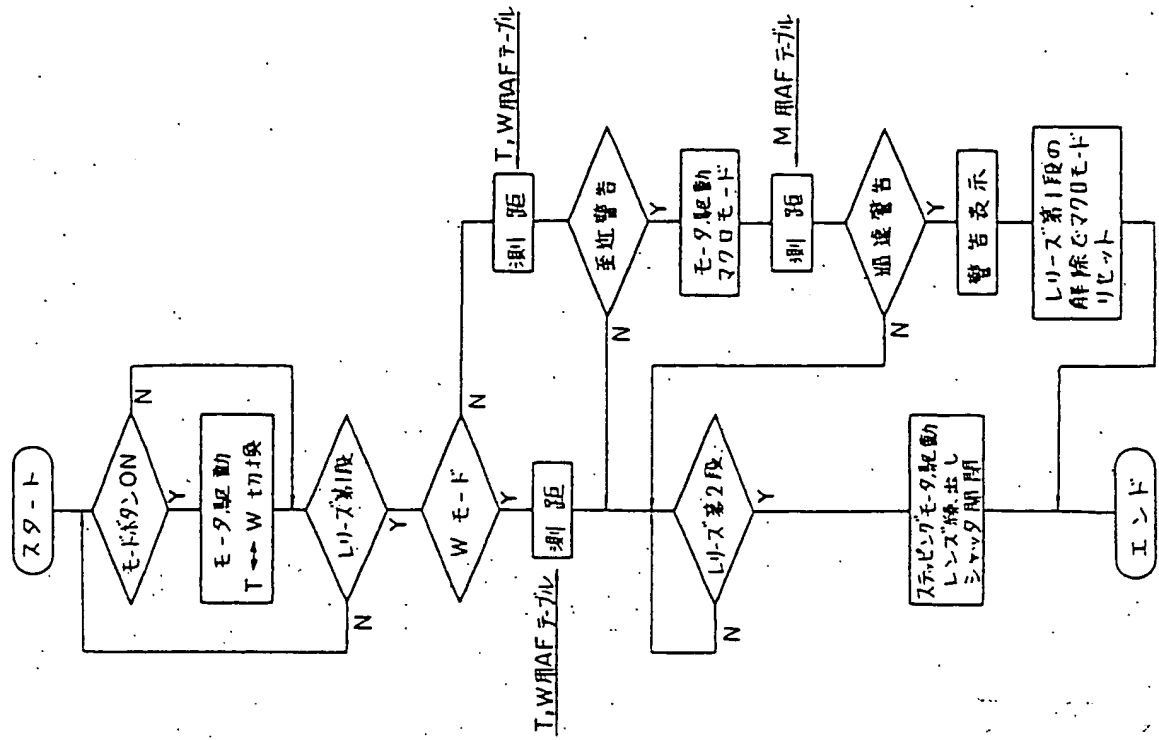 スタート
モードボタンON
Y
N
モータ駆動
T↔W切換
レリーズ第1段
Y
N
Wモード
Y
N
測距
T,W用AFテーブル
測距
T,W用AFテーブル
至近警告
Y
N
モータ駆動
マクロモード
測距
M用AFテーブル
過遠警告
Y
N
警告表示
レリーズ第1段の
解除でマクロモード
リセット
レリーズ第2段
Y
N
ステッピングモータ駆動
レンズ繰出し
シャッタ開閉
エンド